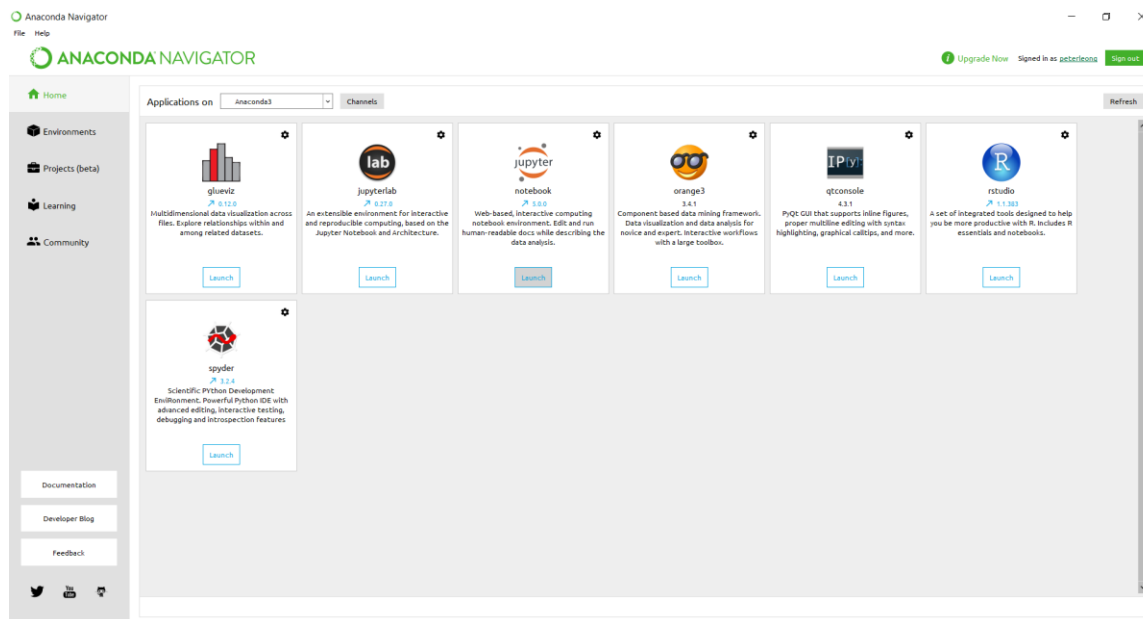 Anaconda Navigator
File Help
ANACONDA NAVIGATOR
Upgrade Now Signed in as peterleong Sign out
Home
Environments
Projects (beta)
Learning
Community
Documentation
Developer Blog
Feedback
Applications on Anaconda3 Channels Refresh
glueviz
0.12.0
Multidimensional data visualization across
files. Explore relationships within and
among related datasets.
Launch
lab
jupyterlab
0.27.0
An extensible environment for interactive
and reproducible computing, based on the
Jupyter Notebook and Architecture.
Launch
jupyter
notebook
5.0.0
Web-based, interactive computing
notebook environment. Edit and run
human-readable docs while describing the
data analysis.
Launch
orange3
3.4.1
Component based data mining framework.
Data visualization and data analysis for
novice and expert. Interactive workflows
with a large toolbox.
Launch
IP[y]:
qtconsole
4.3.1
PyQt GUI that supports inline figures,
proper multiline editing with syntax
highlighting, graphical calltips, and more.
Launch
R
rstudio
1.1.383
A set of integrated tools designed to help
you be more productive with R. Includes R
essentials and notebooks.
Launch
spyder
3.2.4
Scientific PYthon Development
EnviRonment. Powerful Python IDE with
advanced editing, interactive testing,
debugging and introspection features
Launch
You
Tube